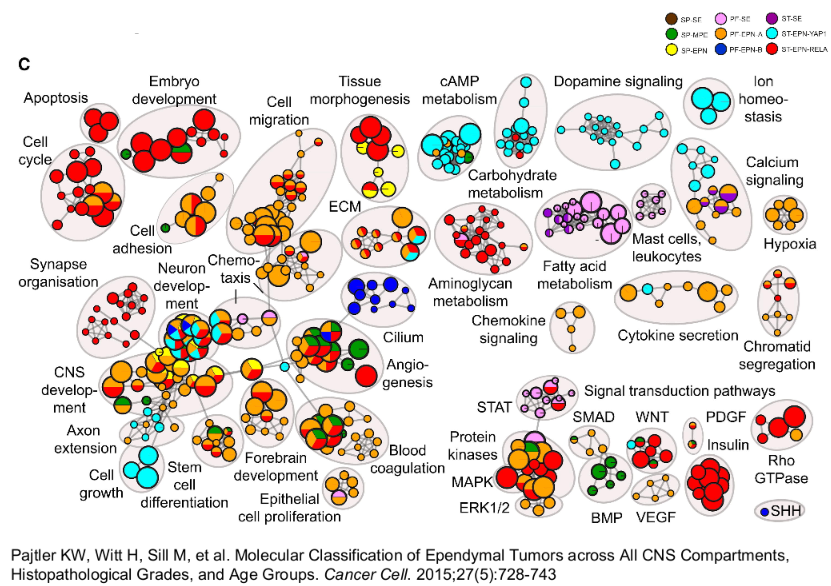 SP-SE PF-SE ST-SE
SP-MPE PF-EPN-A ST-EPN-YAP1
SP-EPN PF-EPN-B ST-EPN-RELA
C
Apoptosis
Embryo
development
Cell
migration
Tissue
morphogenesis
cAMP
metabolism
Dopamine signaling
Ion
homeo-
stasis
Cell
cycle
Cell
adhesion
ECM
Carbohydrate
metabolism
Calcium
signaling
Synapse
organisation
Neuron
develop-
ment
Chemo-
taxis
Aminoglycan
metabolism
Fatty acid
metabolism
Mast cells,
leukocytes
Hypoxia
Cilium
Chemokine
signaling
Cytokine secretion
Chromatid
segregation
CNS
develop-
ment
Angio-
genesis
Axon
extension
Cell
growth
Stem
cell
differentiation
Forebrain
development
Epithelial
cell proliferation
Blood
coagulation
Signal transduction pathways
STAT
SMAD
WNT
PDGF
Insulin
Protein
kinases
MAPK
ERK1/2
BMP
VEGF
Rho
GTPase
SHH
Pajtler KW, Witt H, Sill M, et al. Molecular Classification of Ependymal Tumors across All CNS Compartments,
Histopathological Grades, and Age Groups. Cancer Cell. 2015;27(5):728-743